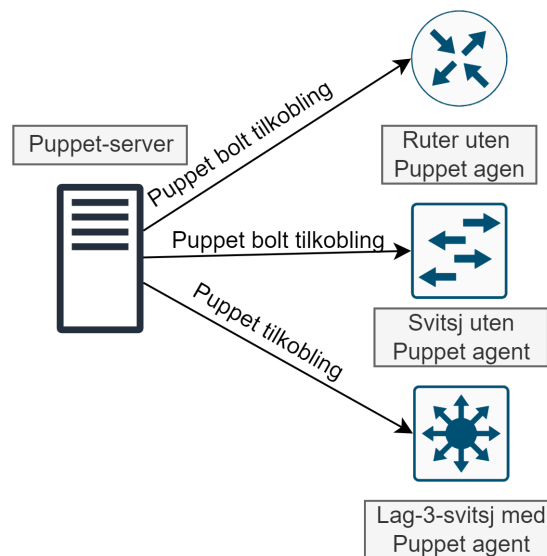 Puppet-server
Puppet bolt tilkobling
Ruter uten
Puppet agen
Puppet bolt tilkobling
Svitsj uten
Puppet agent
Puppet tilkobling
Lag-3-svitsj med
Puppet agent